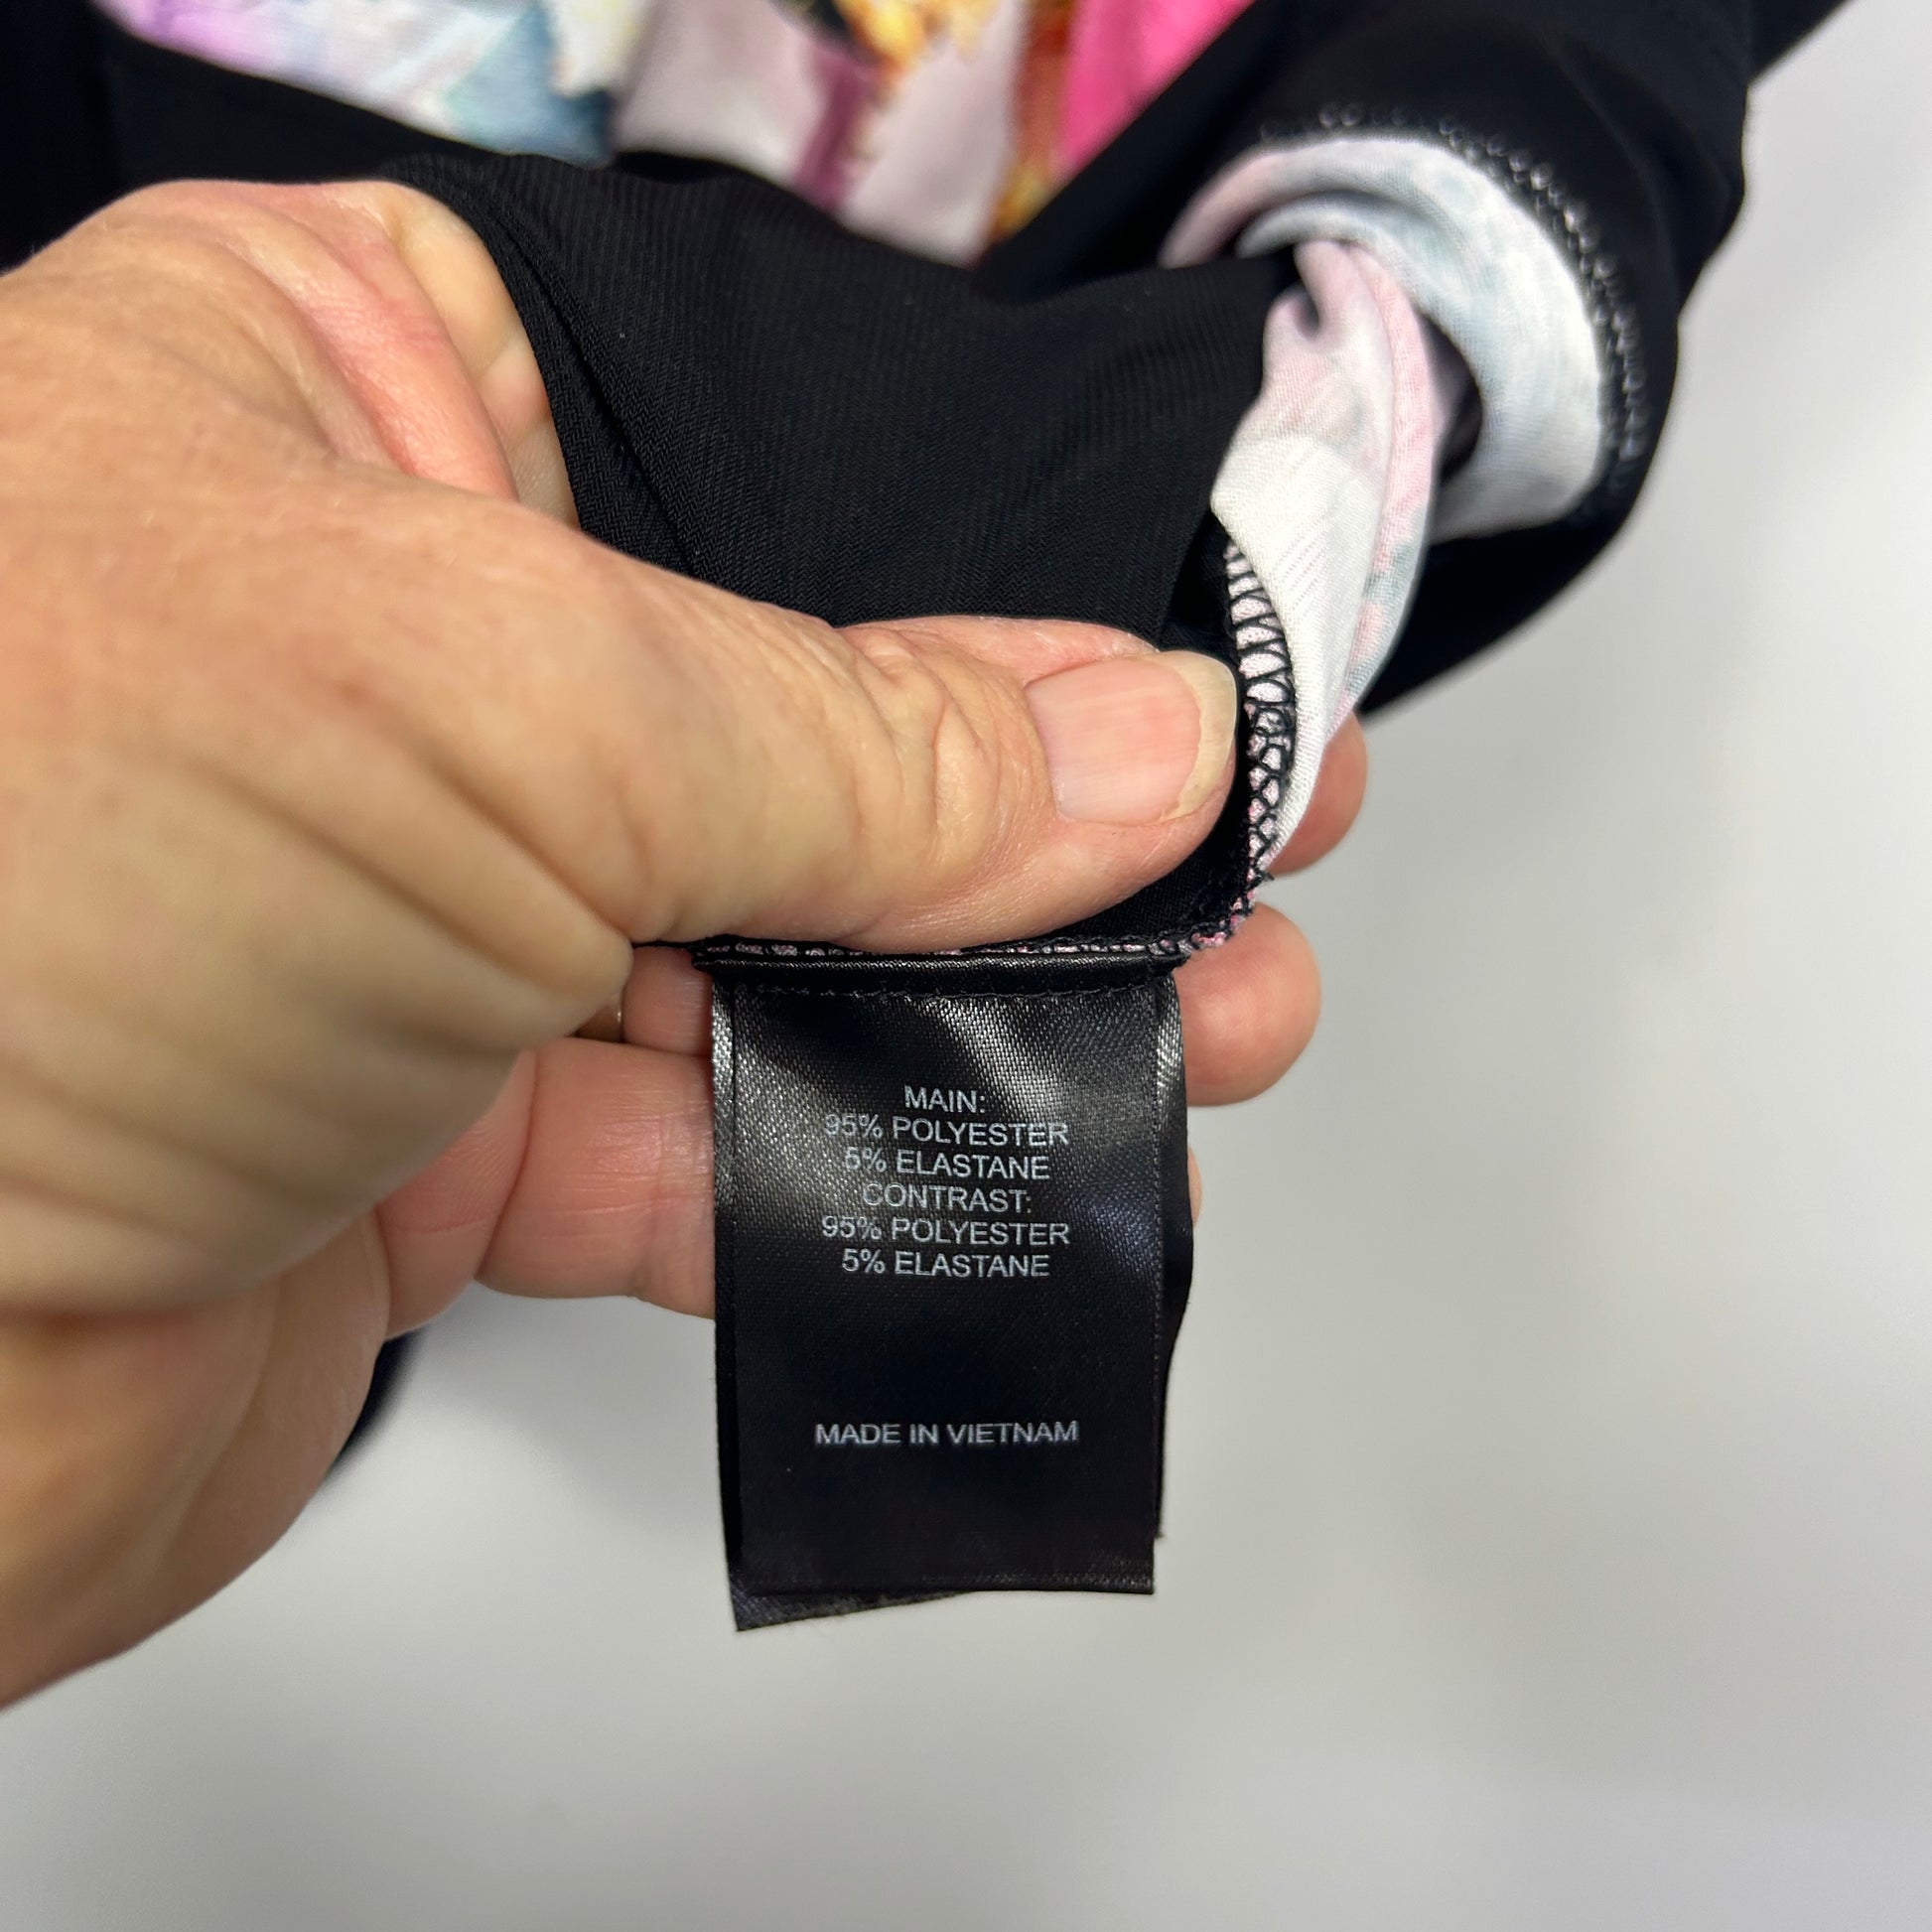 MAIN:
95% POLYESTER
5% ELASTANE
CONTRAST:
95% POLYESTER
5% ELASTANE
MADE IN VIETNAM